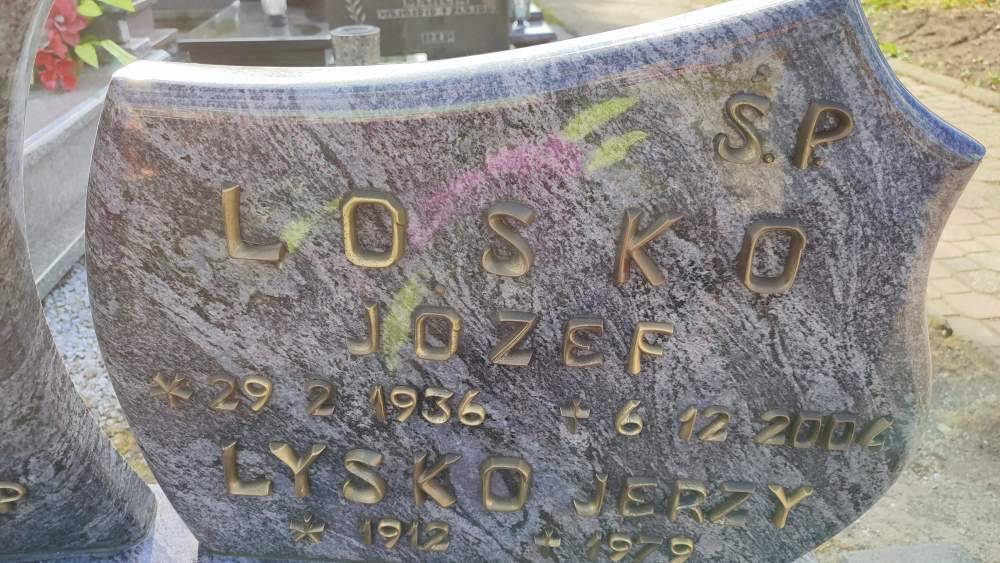 Ś.P.
LOSKO
JÓZEF
* 29 2 1936 + 6 12 2004
LYSKO JERZY
* 1912 + 1979